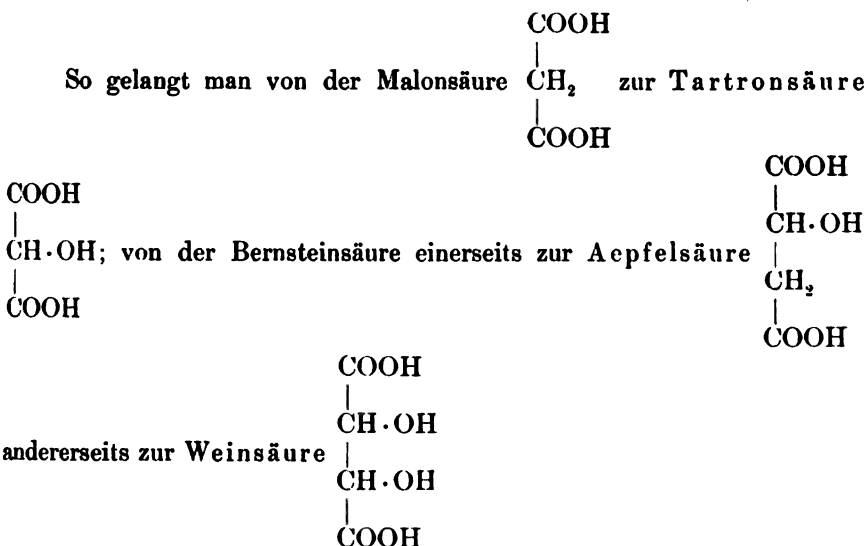 COOH
|
So gelangt man von der Malonsäure CH₂ zur Tartronsäure
|
COOH
COOH
|
CH·OH; von der Bernsteinsäure einerseits zur Aepfelsäure
|
COOH
COOH
|
CH·OH
|
CH₂
|
COOH
COOH
|
CH·OH
andererseits zur Weinsäure |
CH·OH
|
COOH